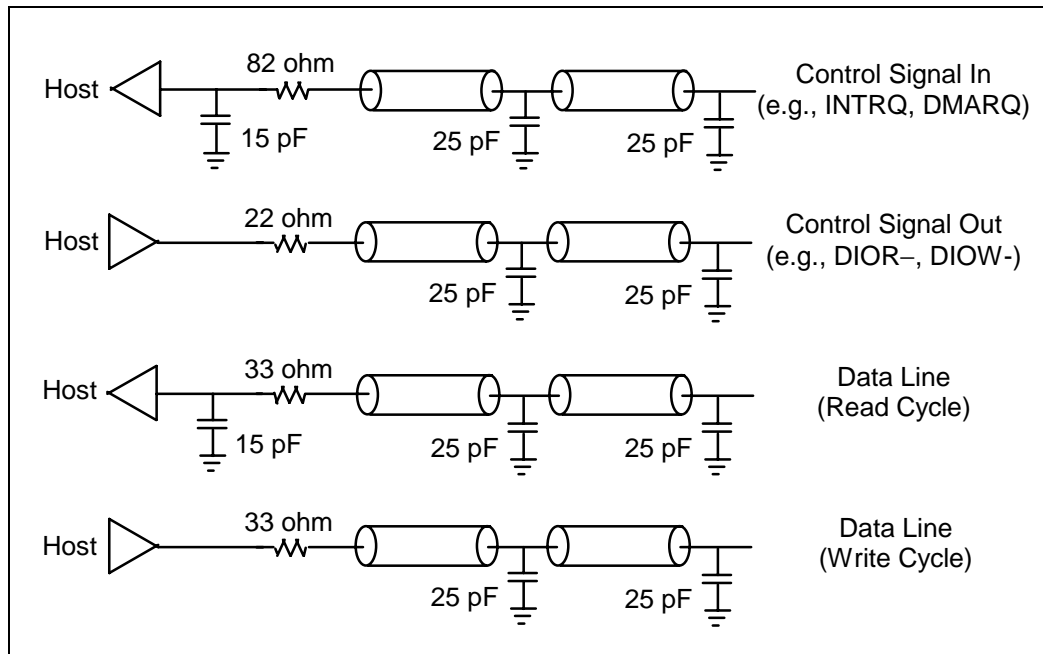 82 ohm
Host
Control Signal In
(e.g., INTRQ, DMARQ)
15 pF
25 pF
25 pF
22 ohm
Host
Control Signal Out
(e.g., DIOR–, DIOW-)
25 pF
25 pF
33 ohm
Host
Data Line
(Read Cycle)
15 pF
25 pF
25 pF
33 ohm
Host
Data Line
(Write Cycle)
25 pF
25 pF